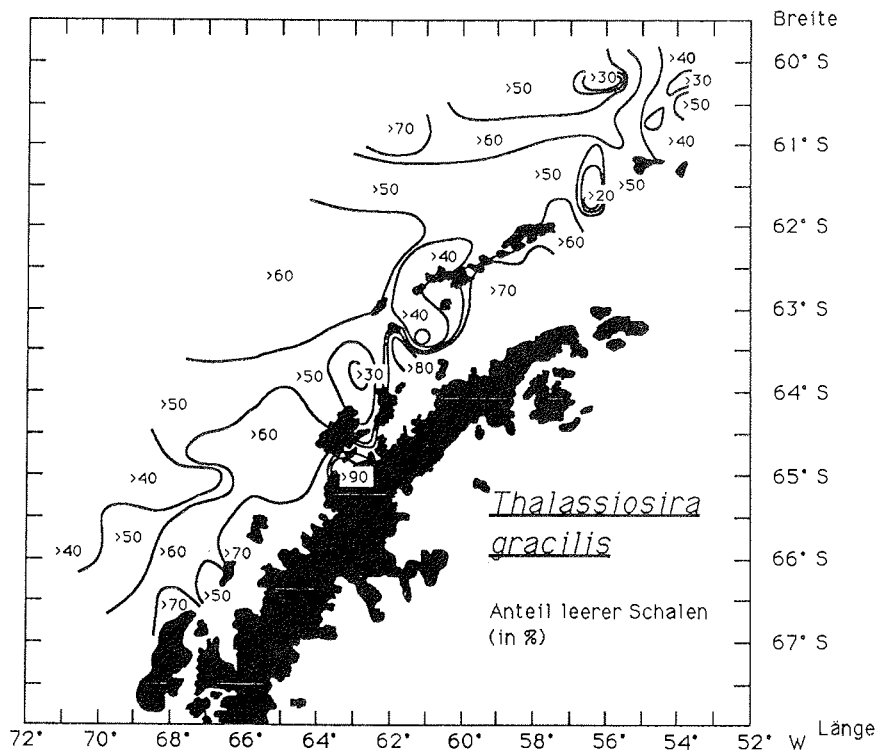 Breite
60° S
61° S
62° S
63° S
64° S
65° S
66° S
67° S
>40
>30
>30
>50
>50
>70
>60
>40
>50
>50
>50
>20
>60
>40
>60
>70
>40
>80
>50
>30
>50
>60
>40
>90
>50
>40
>60
>70
>50
>70
Thalassiosira
gracilis
Anteil leerer Schalen
(in %)
72° 70° 68° 66° 64° 62° 60° 58° 56° 54° 52° W Länge